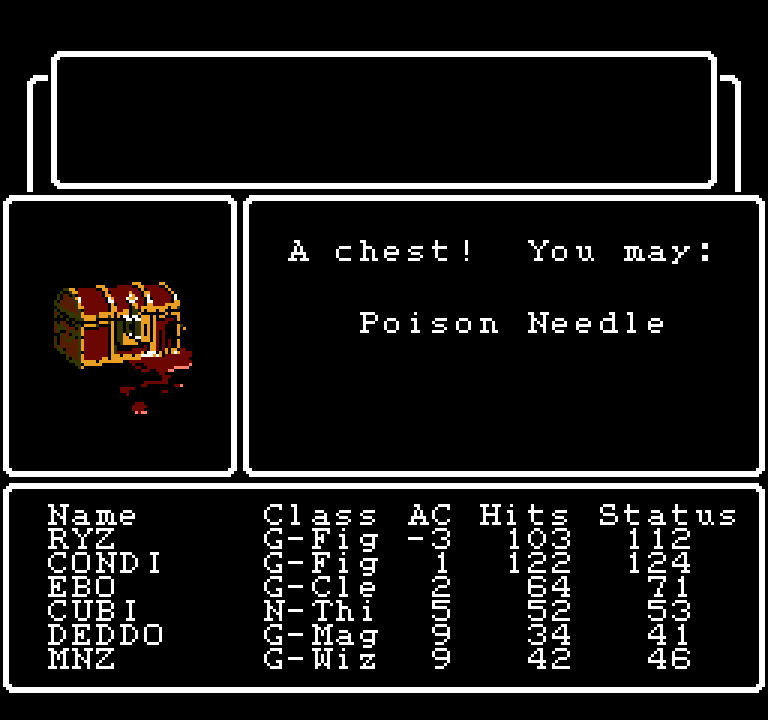 A chest!  You may:
Poison Needle
Name Class AC Hits Status
RYZ G-Fig -3 103 112
CONDI G-Fig 1 122 124
EBO G-Cle 2 64 71
CUBI N-Thi 5 52 53
DEDDO G-Mag 9 34 41
MNZ G-Wiz 9 42 46